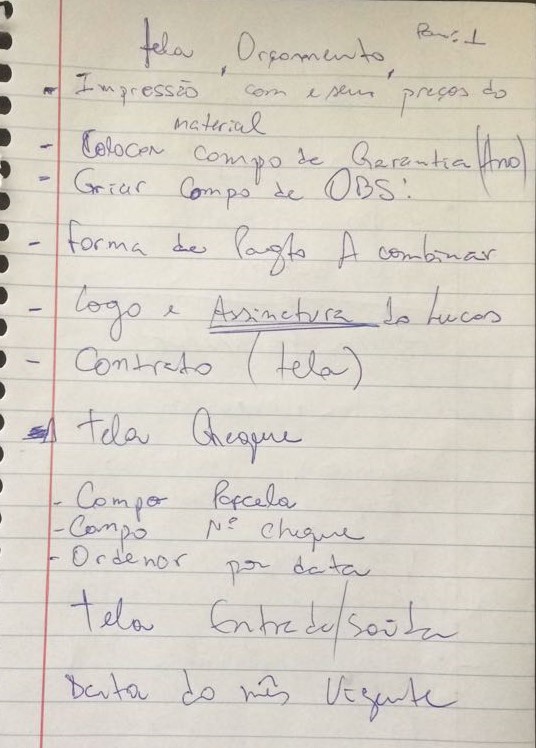 tela Orçamento
- Impressão com e sem preços do
material
- Colocar campo de Garantia (Ano)
- Criar Campo de OBS:
- forma de Pagto A combinar
- Logo e Assinatura do Lucas
- Contrato (tela)
tela Cheque
- Campo Parcela
- Campo Nº cheque
- Ordenar por data
tela Entrada/Saída
Data do mês Vigente